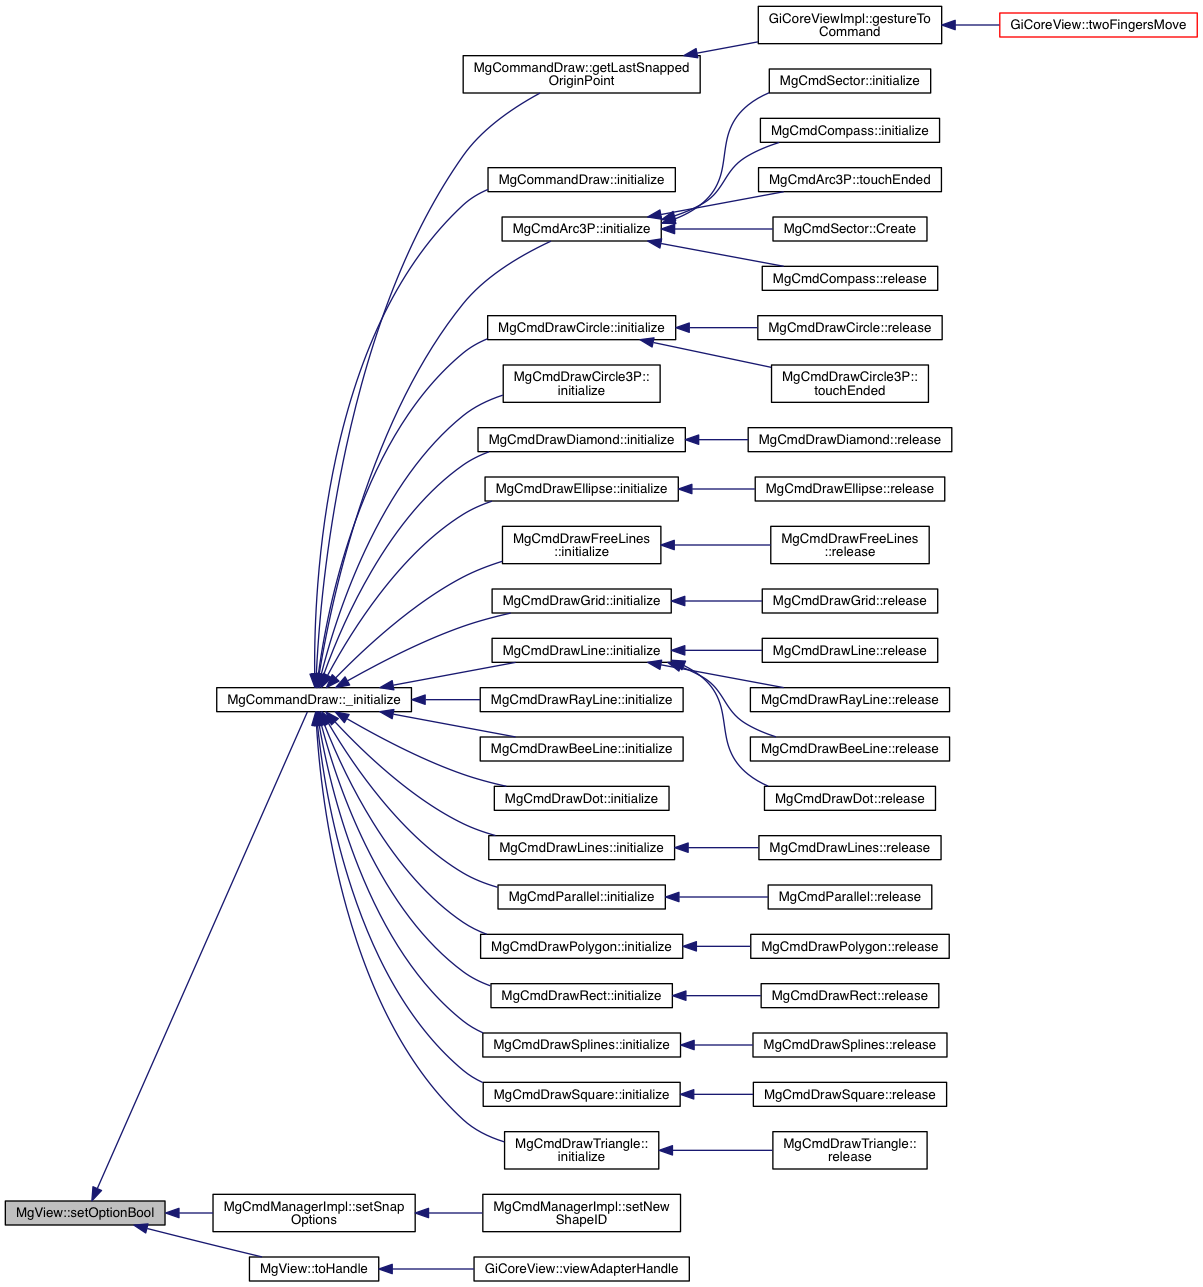 GiCoreViewImpl::gestureTo
Command
GiCoreView::twoFingersMove
MgCommandDraw::getLastSnapped
OriginPoint
MgCmdSector::initialize
MgCmdCompass::initialize
MgCommandDraw::initialize
MgCmdArc3P::touchEnded
MgCmdArc3P::initialize
MgCmdSector::Create
MgCmdCompass::release
MgCmdDrawCircle::initialize
MgCmdDrawCircle::release
MgCmdDrawCircle3P::
initialize
MgCmdDrawCircle3P::
touchEnded
MgCmdDrawDiamond::initialize
MgCmdDrawDiamond::release
MgCmdDrawEllipse::initialize
MgCmdDrawEllipse::release
MgCmdDrawFreeLines
::initialize
MgCmdDrawFreeLines
::release
MgCmdDrawGrid::initialize
MgCmdDrawGrid::release
MgCmdDrawLine::initialize
MgCmdDrawLine::release
MgCommandDraw::_initialize
MgCmdDrawRayLine::initialize
MgCmdDrawRayLine::release
MgCmdDrawBeeLine::initialize
MgCmdDrawBeeLine::release
MgCmdDrawDot::initialize
MgCmdDrawDot::release
MgCmdDrawLines::initialize
MgCmdDrawLines::release
MgCmdParallel::initialize
MgCmdParallel::release
MgCmdDrawPolygon::initialize
MgCmdDrawPolygon::release
MgCmdDrawRect::initialize
MgCmdDrawRect::release
MgCmdDrawSplines::initialize
MgCmdDrawSplines::release
MgCmdDrawSquare::initialize
MgCmdDrawSquare::release
MgCmdDrawTriangle::
initialize
MgCmdDrawTriangle::
release
MgView::setOptionBool
MgCmdManagerImpl::setSnap
Options
MgCmdManagerImpl::setNew
ShapeID
MgView::toHandle
GiCoreView::viewAdapterHandle